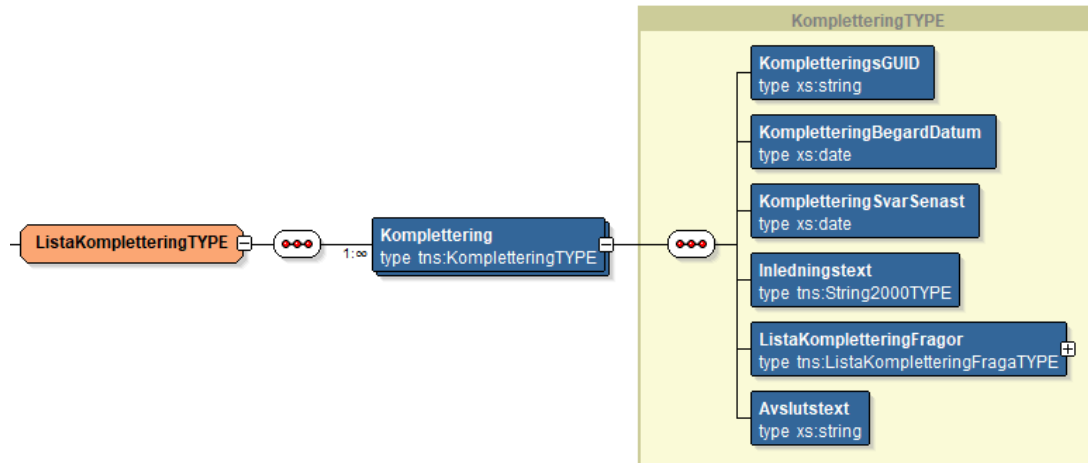 KompletteringTYPE
KompletteringsGUID
type xs:string
KompletteringBegardDatum
type xs:date
KompletteringSvarSenast
type xs:date
ListaKompletteringTYPE
1:∞
Komplettering
type tns:KompletteringTYPE
Inledningstext
type tns:String2000TYPE
ListaKompletteringFragor
type tns:ListaKompletteringFragaTYPE
Avslutstext
type xs:string